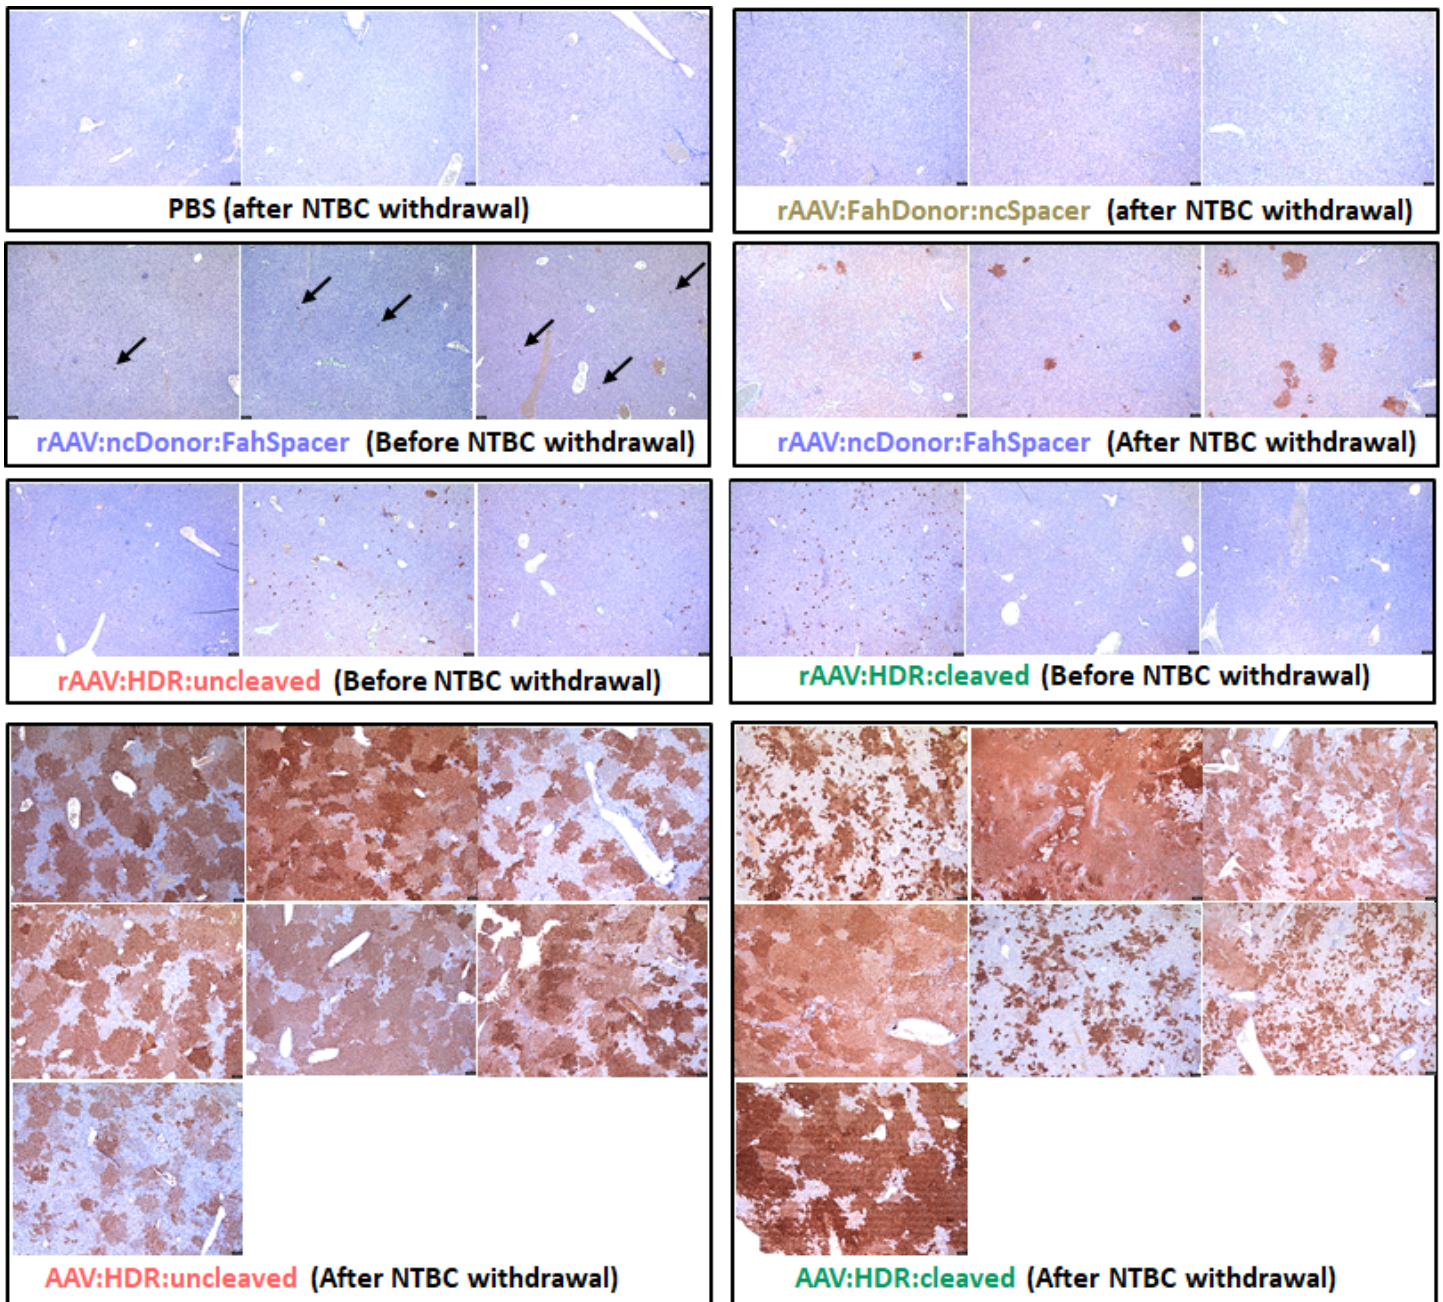 PBS (after NTBC withdrawal)
rAAV:FahDonor:ncSpacer (after NTBC withdrawal)
rAAV:ncDonor:FahSpacer (Before NTBC withdrawal)
rAAV:ncDonor:FahSpacer (After NTBC withdrawal)
rAAV:HDR:uncleaved (Before NTBC withdrawal)
rAAV:HDR:cleaved (Before NTBC withdrawal)
AAV:HDR:uncleaved (After NTBC withdrawal)
AAV:HDR:cleaved (After NTBC withdrawal)